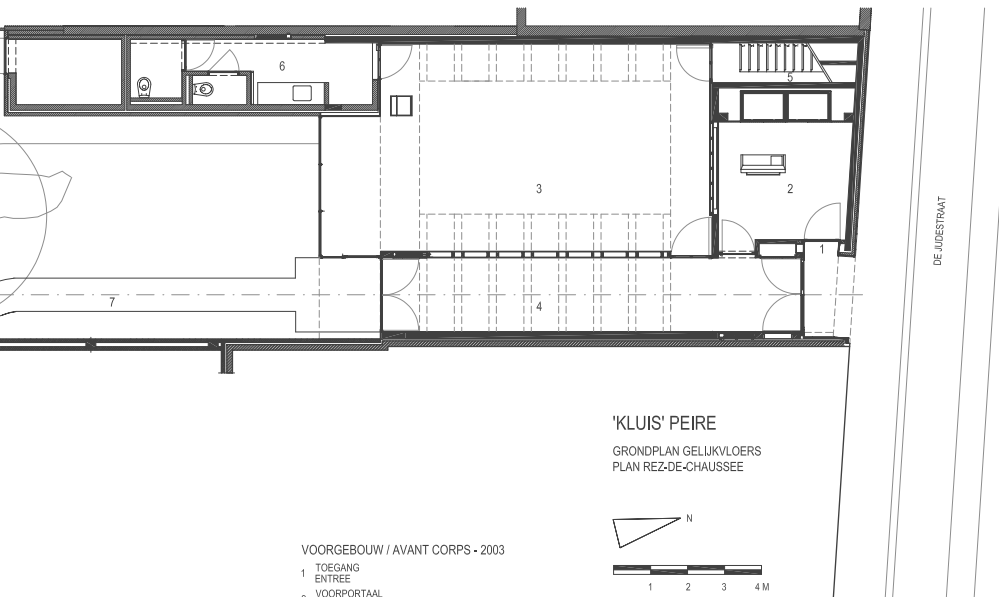 6
5
3
2
DE JUDESTRAAT
1
7
4
'KLUIS' PEIRE
GRONDPLAN GELIJKVLOERS
PLAN REZ-DE-CHAUSSEE
N
VOORGEBOUW / AVANT CORPS - 2003
1 TOEGANG
ENTREE
VOORPORTAAL
1 2 3 4 M